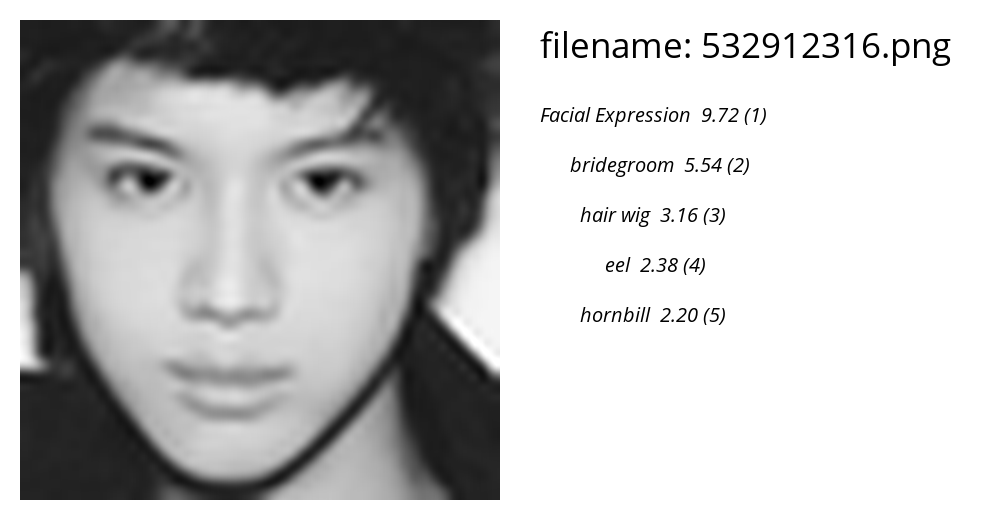 filename: 532912316.png
Facial Expression 9.72 (1)
bridegroom 5.54 (2)
hair wig 3.16 (3)
eel 2.38 (4)
hornbill 2.20 (5)